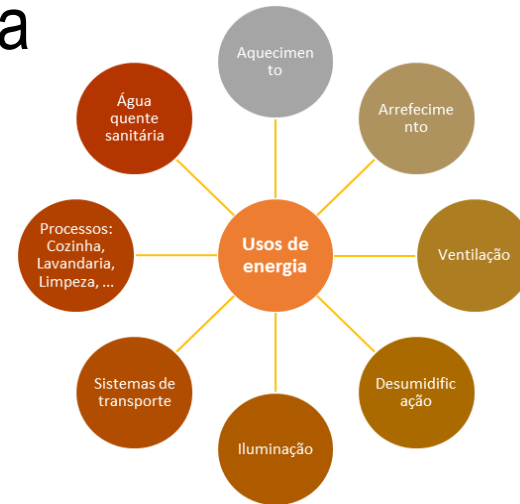 a
Aquecimen
to
Arrefecime
nto
Ventilação
Desumidific
ação
Iluminação
Sistemas de
transporte
Processos:
Cozinha,
Lavandaria,
Limpeza, ...
Água
quente
sanitária
Usos de
energia